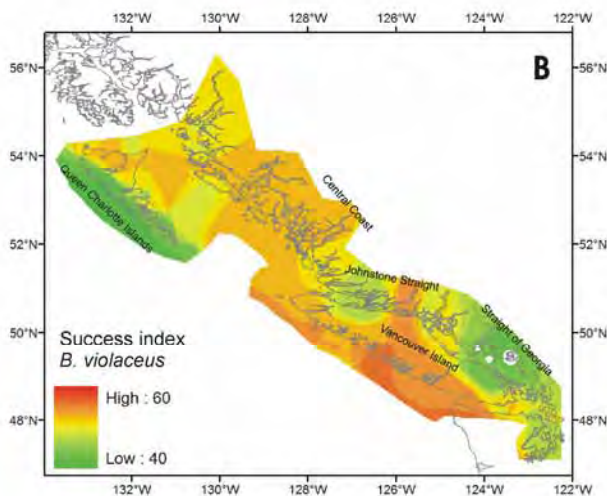 132°W 130°W 128°W 126°W 124°W 122°W
B
56°N 56°N
54°N 54°N
52°N 52°N
50°N 50°N
48°N 48°N
Queen Charlotte Islands
Central Coast
Johnstone Straight
Straight of Georgia
Vancouver Island
Success index
B. violaceus
High : 60
Low : 40
132°W 130°W 128°W 126°W 124°W 122°W